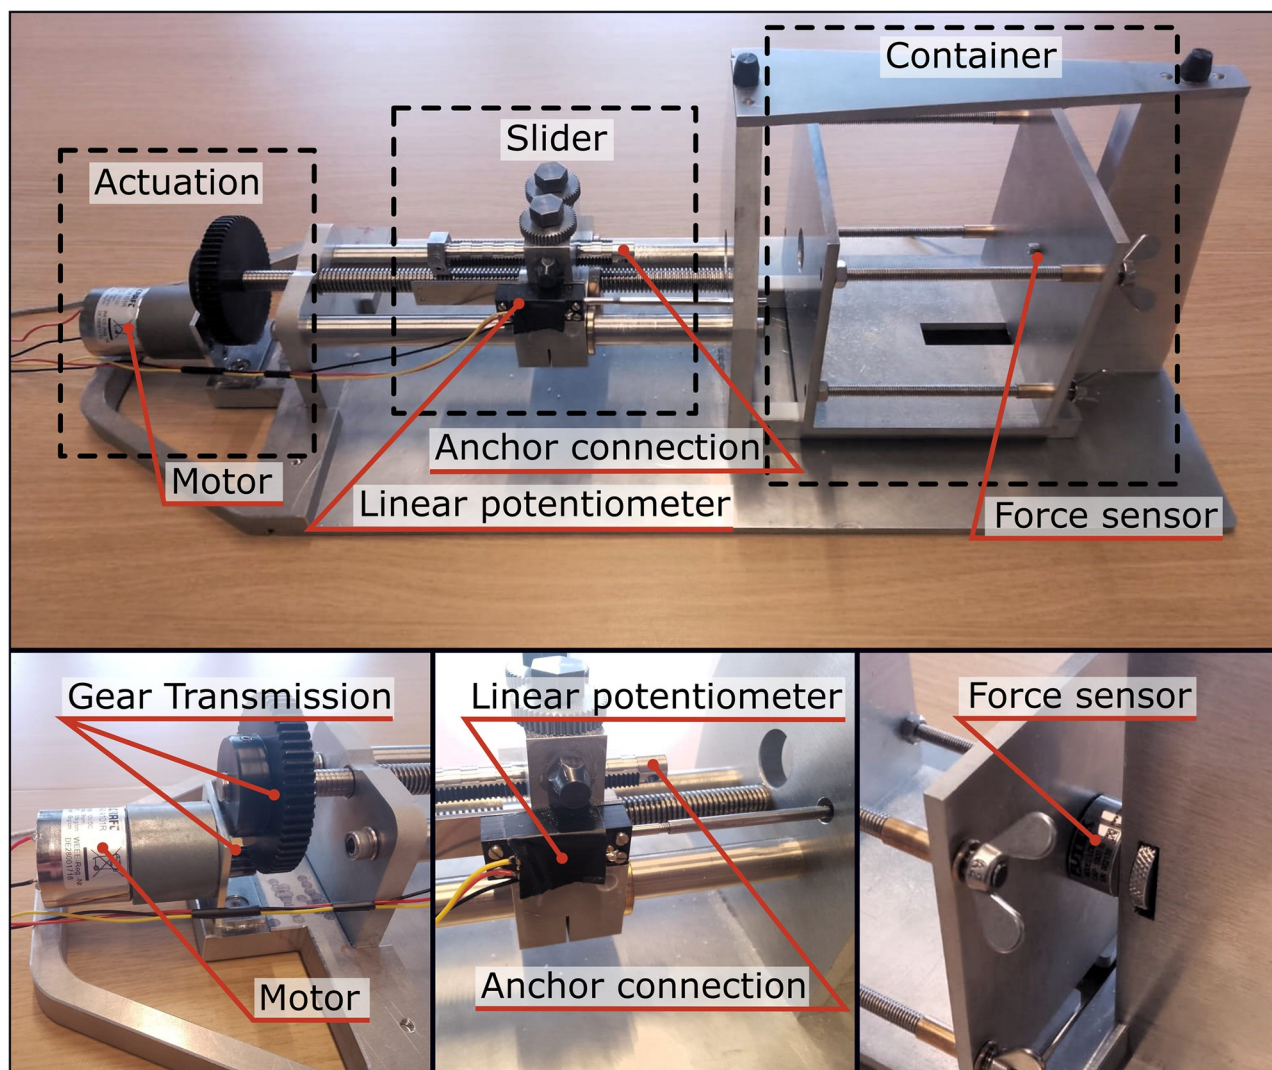 Container
Slider
Actuation
Anchor connection
Motor
Linear potentiometer
Force sensor
Gear Transmission
Linear potentiometer
Force sensor
Motor
Anchor connection